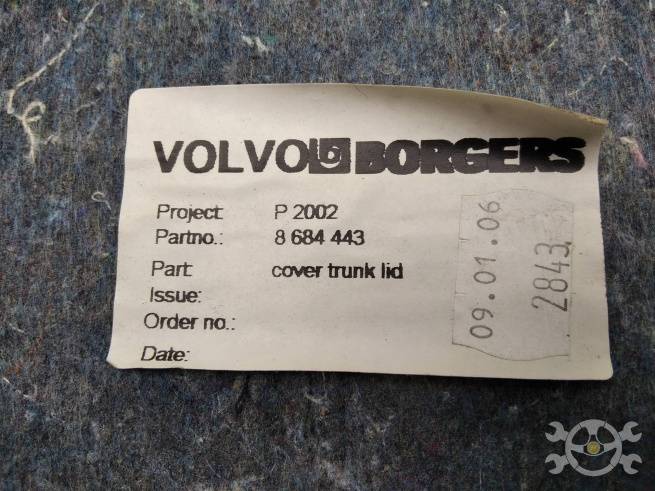 VOLVO BORGERS
Project: P 2002
Partno.: 8 684 443
Part: cover trunk lid
Issue:
Order no.:
Date:
09.01.06
2843